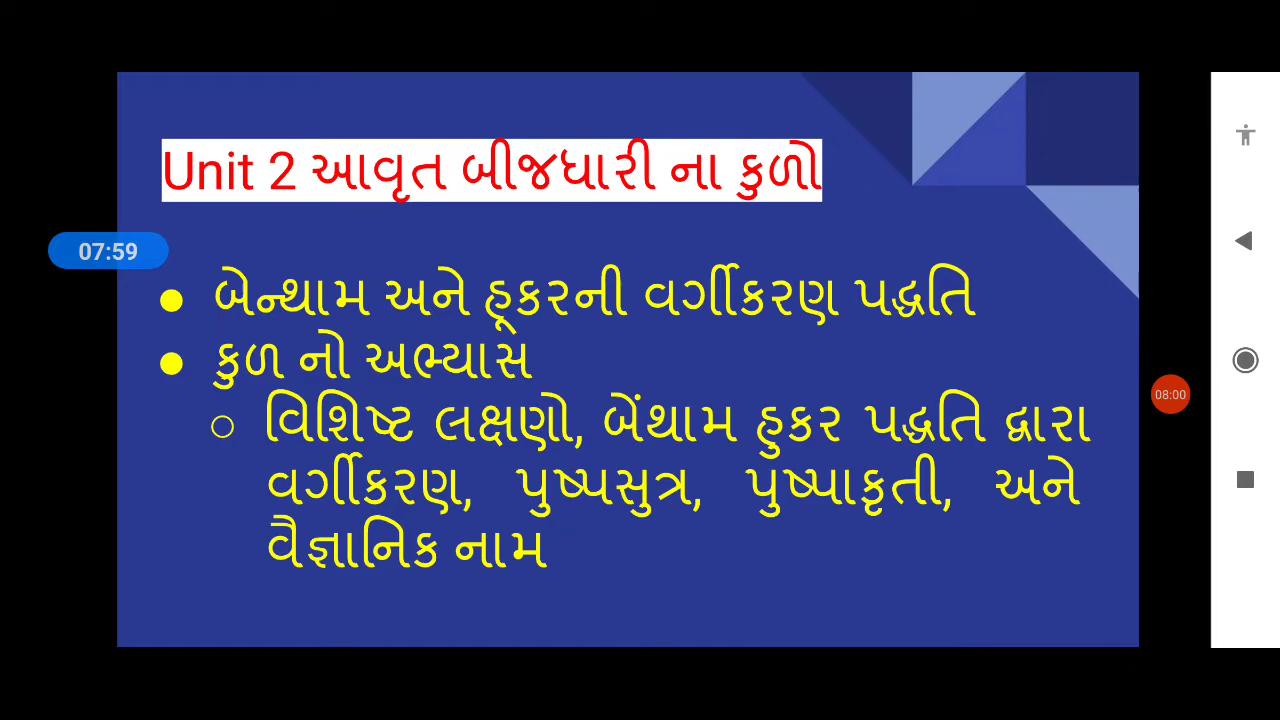 Unit 2 આવૃત બીજધારી ના કુળો
07:59
● બેન્થામ અને હૂકરની વર્ગીકરણ પદ્ધતિ
● કુળ નો અભ્યાસ
08:00
○ વિશિષ્ટ લક્ષણો, બેંથામ હુકર પદ્ધતિ દ્વારા
વર્ગીકરણ, પુષ્પસુત્ર, પુષ્પાકૃતી, અને
વૈજ્ઞાનિક નામ